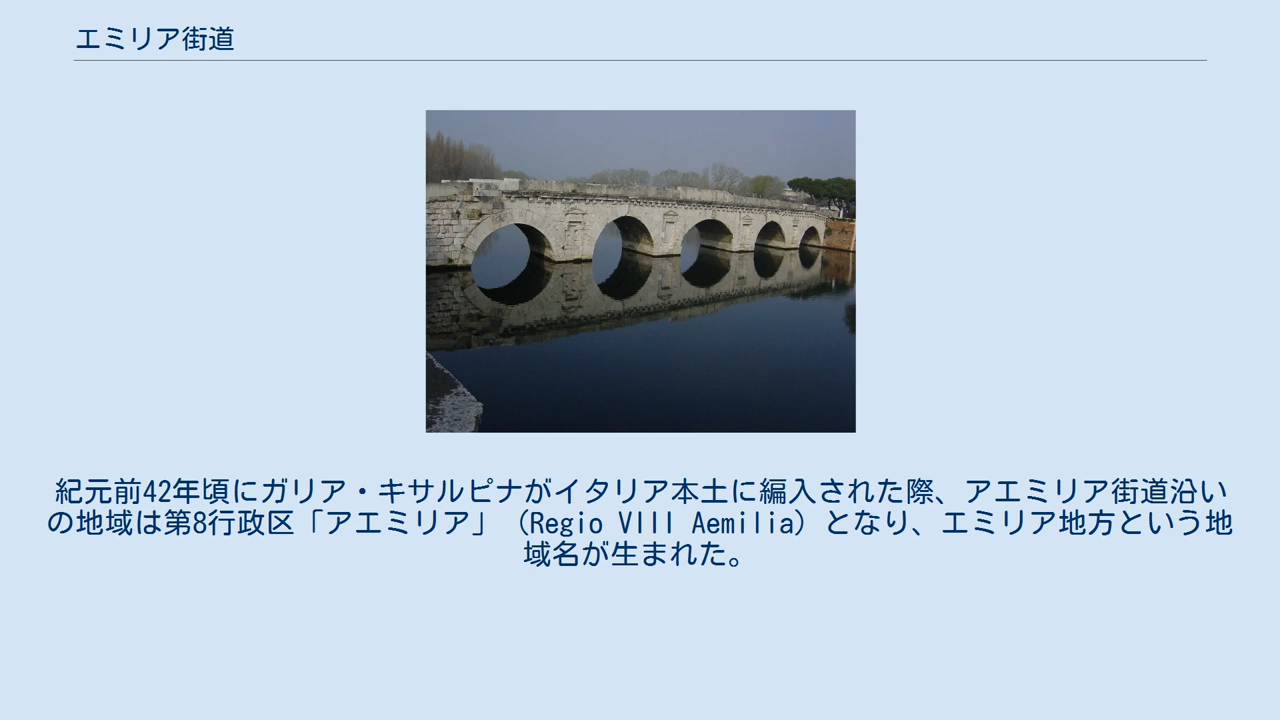 エミリア街道
紀元前42年頃にガリア・キサルピナがイタリア本土に編入された際、アエミリア街道沿い
の地域は第8行政区「アエミリア」（Regio VIII Aemilia）となり、エミリア地方という地
域名が生まれた。